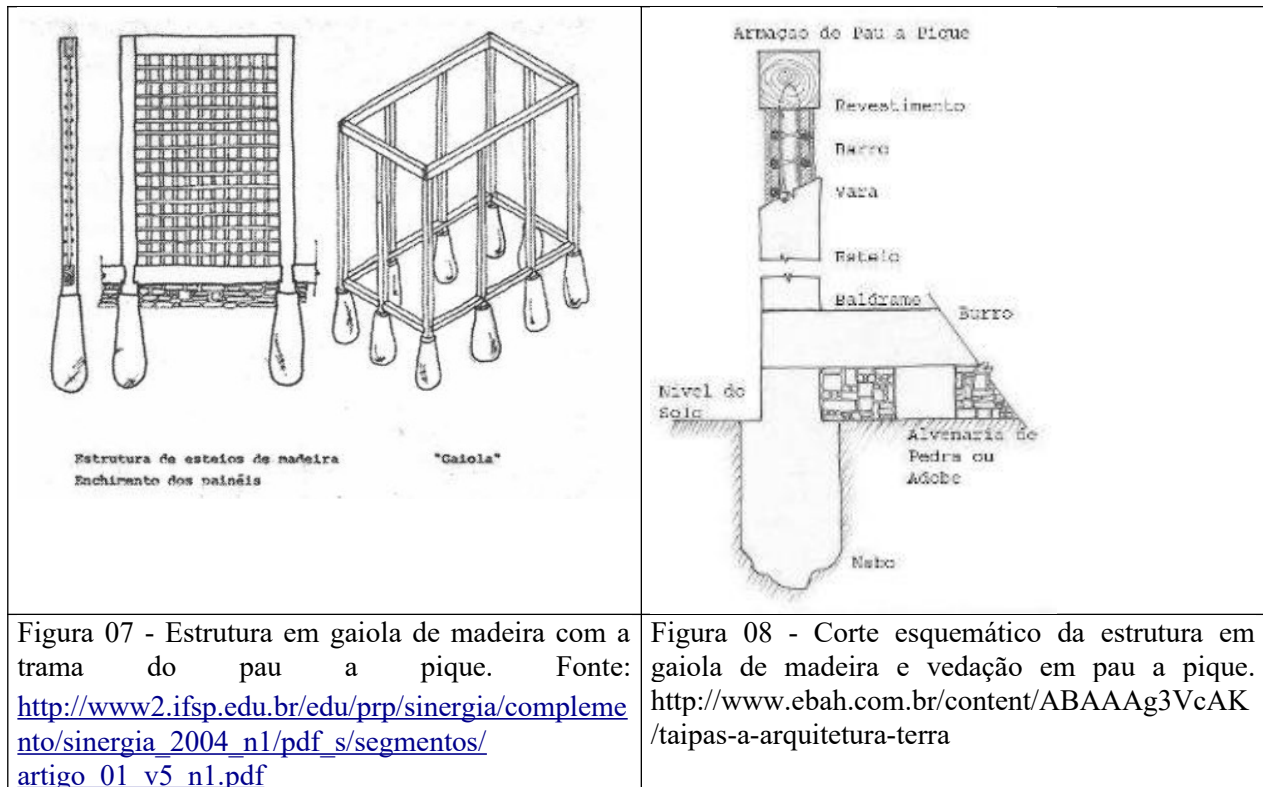 Estrutura de esteios de madeira
Enchimento dos painéis
"Gaiola"
Armação de Pau a Pique
Revestimento
Barro
Vara
Esteio
Baldrame
Burro
Nível do
Solo
Alvenaria de
Pedra ou
Adobe
Nabo
Figura 07 - Estrutura em gaiola de madeira com a
trama do pau a pique. Fonte:
http://www2.ifsp.edu.br/edu/prp/sinergia/compleme
nto/sinergia_2004_n1/pdf_s/segmentos/
artigo_01_v5_n1.pdf
Figura 08 - Corte esquemático da estrutura em
gaiola de madeira e vedação em pau a pique.
http://www.ebah.com.br/content/ABAAAg3VcAK
/taipas-a-arquitetura-terra